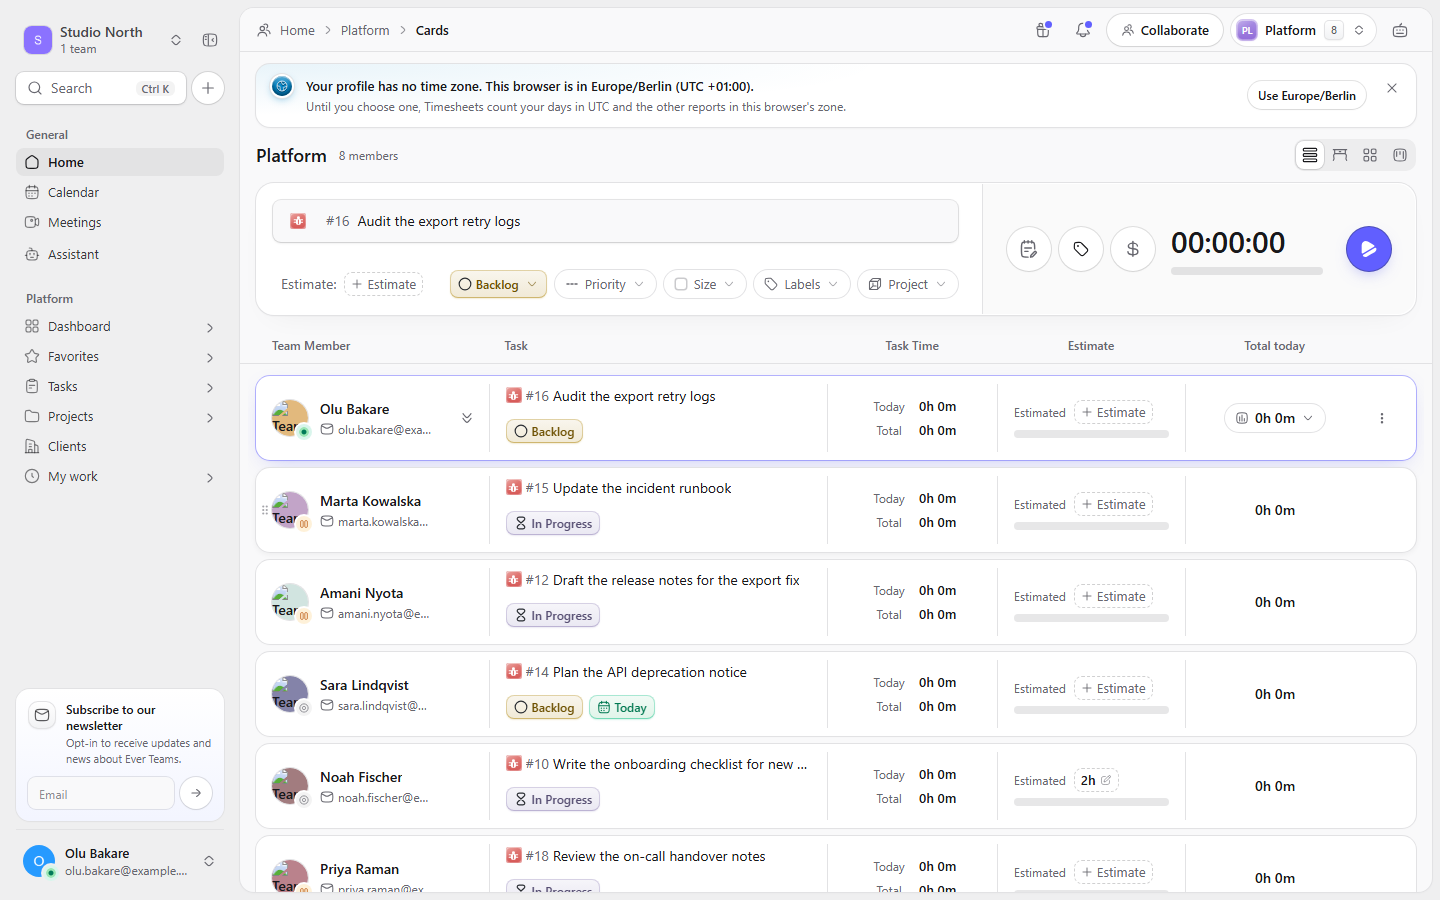 S
Studio North
1 team
Search
Ctrl K
General
Home
Calendar
Meetings
Assistant
Platform
Dashboard
Favorites
Tasks
Projects
Clients
My work
Subscribe to our
newsletter
Opt-in to receive updates and
news about Ever Teams.
Email
O
Olu Bakare
olu.bakare@example....
Home
Platform
Cards
Collaborate
PL
Platform
8
Your profile has no time zone. This browser is in Europe/Berlin (UTC +01:00).
Until you choose one, Timesheets count your days in UTC and the other reports in this browser's zone.
Use Europe/Berlin
Platform
8 members
#16 Audit the export retry logs
Estimate:
+ Estimate
Backlog
Priority
Size
Labels
Project
$
00:00:00
Team Member
Task
Task Time
Estimate
Total today
Olu Bakare
olu.bakare@exa...
#16 Audit the export retry logs
Backlog
Today 0h 0m
Total 0h 0m
Estimated + Estimate
0h 0m
Marta Kowalska
marta.kowalska...
#15 Update the incident runbook
In Progress
Today 0h 0m
Total 0h 0m
Estimated + Estimate
0h 0m
Amani Nyota
amani.nyota@e...
#12 Draft the release notes for the export fix
In Progress
Today 0h 0m
Total 0h 0m
Estimated + Estimate
0h 0m
Sara Lindqvist
sara.lindqvist@...
#14 Plan the API deprecation notice
Backlog
Today
Today 0h 0m
Total 0h 0m
Estimated + Estimate
0h 0m
Noah Fischer
noah.fischer@e...
#10 Write the onboarding checklist for new ...
In Progress
Today 0h 0m
Total 0h 0m
Estimated 2h
0h 0m
Priya Raman
priya.raman@ex...
#18 Review the on-call handover notes
In Progress
Today 0h 0m
Total 0h 0m
Estimated + Estimate
0h 0m